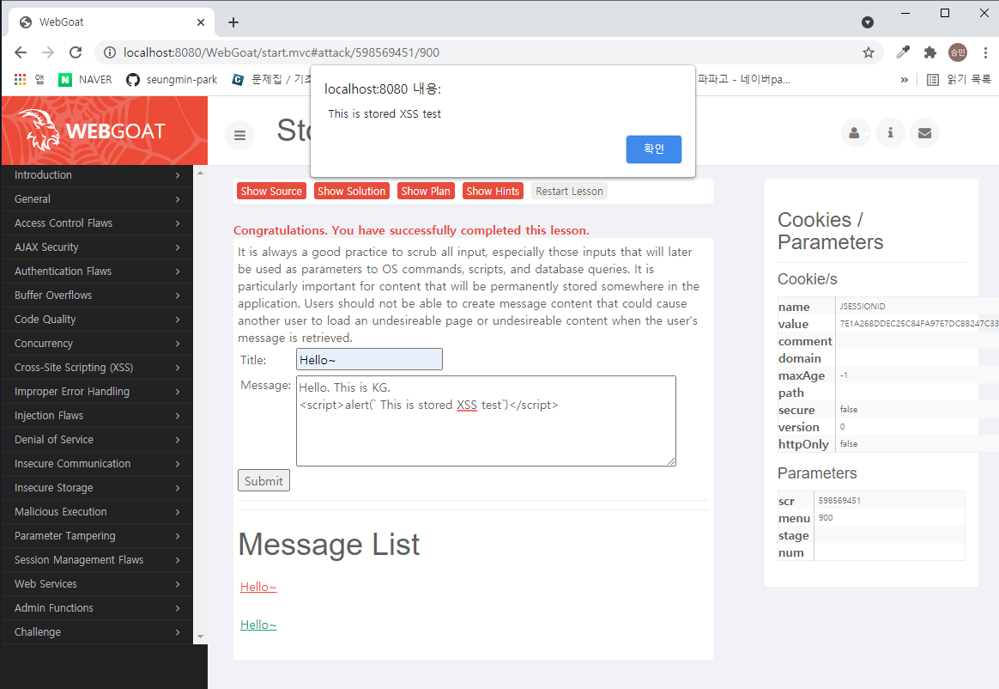 WebGoat
localhost:8080/WebGoat/start.mvc#attack/598569451/900
승민
앱
NAVER
seungmin-park
문제집 / 기초
파파고 - 네이버pa...
»
읽기 목록
localhost:8080 내용:
This is stored XSS test
확인
WEBGOAT
Sto
Introduction
General
Access Control Flaws
AJAX Security
Authentication Flaws
Buffer Overflows
Code Quality
Concurrency
Cross-Site Scripting (XSS)
Improper Error Handling
Injection Flaws
Denial of Service
Insecure Communication
Insecure Storage
Malicious Execution
Parameter Tampering
Session Management Flaws
Web Services
Admin Functions
Challenge
Show Source Show Solution Show Plan Show Hints Restart Lesson
Congratulations. You have successfully completed this lesson.
It is always a good practice to scrub all input, especially those inputs that will later
be used as parameters to OS commands, scripts, and database queries. It is
particularly important for content that will be permanently stored somewhere in the
application. Users should not be able to create message content that could cause
another user to load an undesireable page or undesireable content when the user's
message is retrieved.
Title: Hello~
Message: Hello. This is KG.
<script>alert(` This is stored XSS test`)</script>
Submit
Message List
Hello~
Hello~
Cookies /
Parameters
Cookie/s
name JSESSIONID
value 7E1A268DDEC25C84FA97E7DC8B247C33
comment
domain
maxAge -1
path
secure false
version 0
httpOnly false
Parameters
scr 598569451
menu 900
stage
num